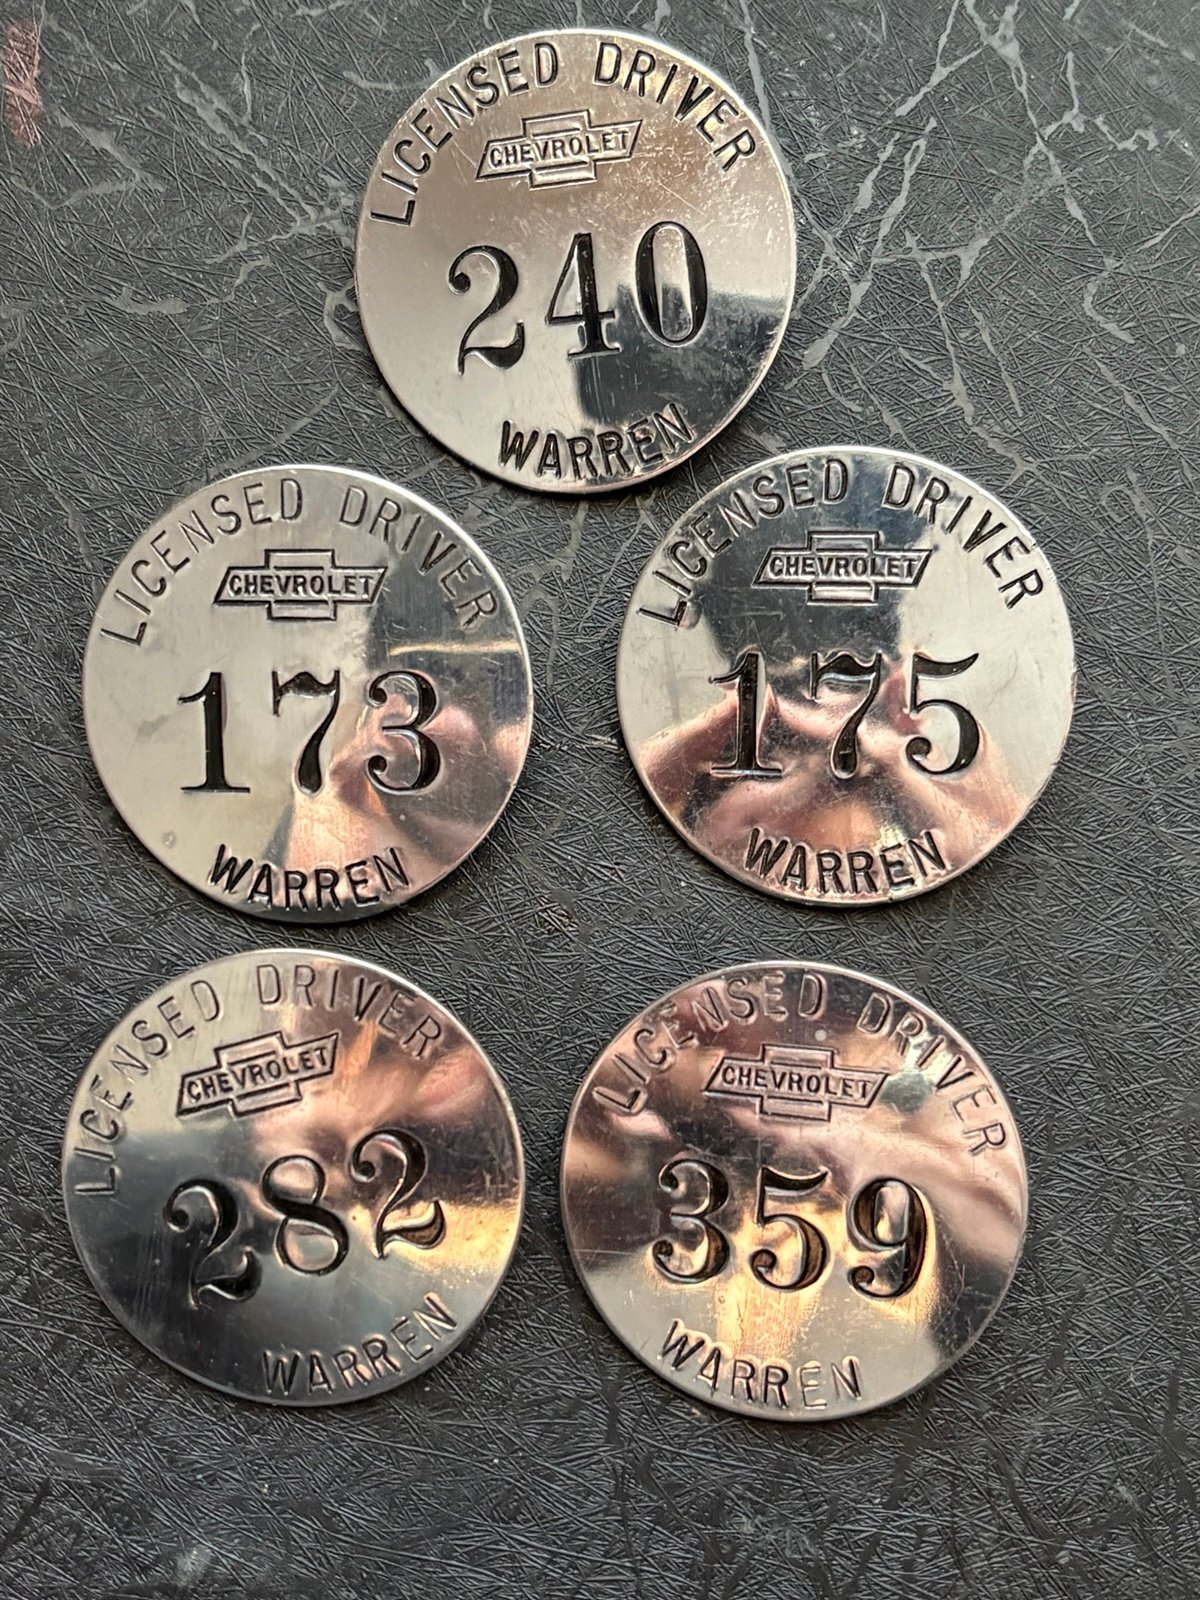 LICENSED DRIVER
CHEVROLET
240
WARREN
LICENSED DRIVER
CHEVROLET
173
WARREN
LICENSED DRIVER
CHEVROLET
175
WARREN
LICENSED DRIVER
CHEVROLET
282
WARREN
LICENSED DRIVER
CHEVROLET
359
WARREN